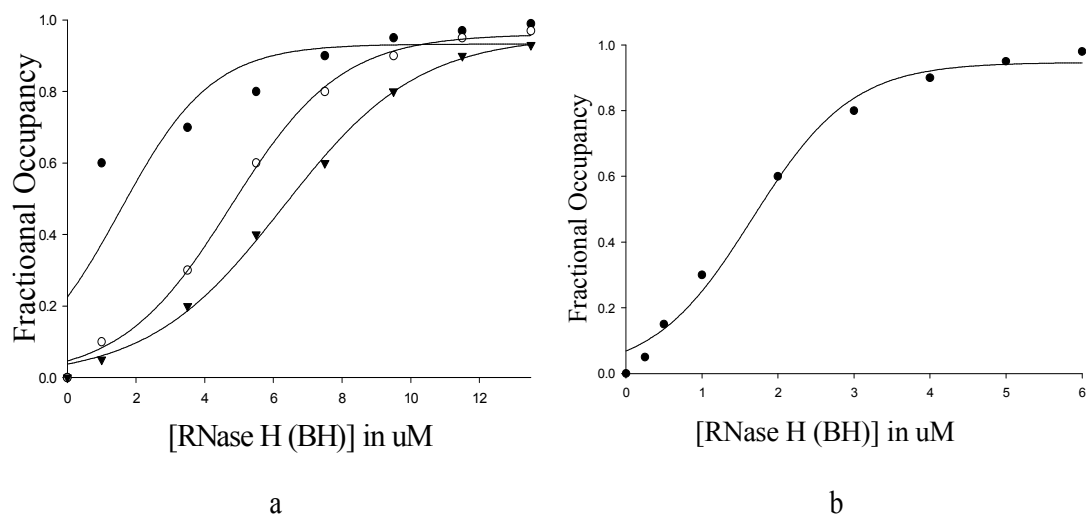 1.0
0.8
0.6
0.4
0.2
0.0
Fractioanal Occupancy
0 2 4 6 8 10 12
[RNase H (BH)] in uM
a
1.0
0.8
0.6
0.4
0.2
0.0
Fractional Occupancy
0 1 2 3 4 5 6
[RNase H (BH)] in uM
b